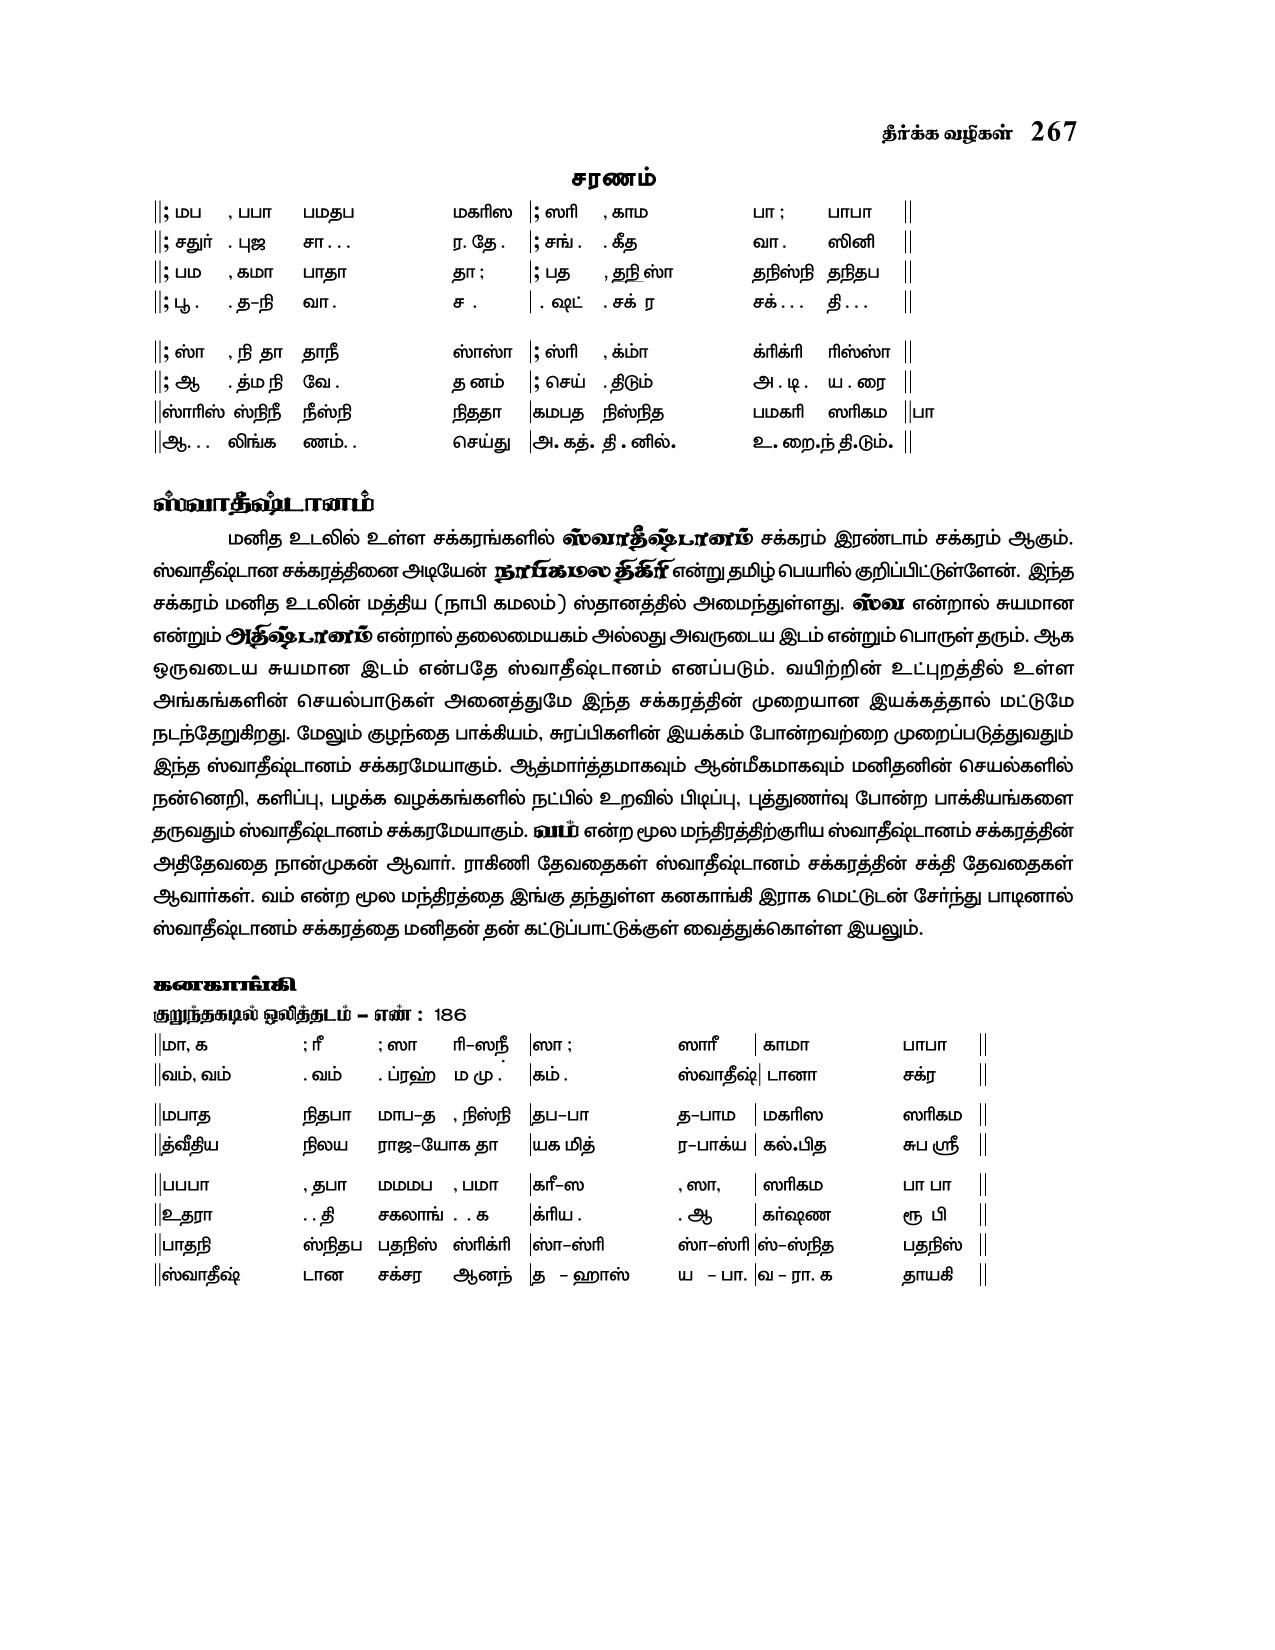 தீர்க்க வழிகள் 267
சரணம்
||; மப , பபா பமதப மகரிஸ |; ஸரி , காம பா ; பாபா ||
||; சதுர் . புஜ சா . . . ர. தே . |; சங் . . கீத வா . ஸினி ||
||; பம , கமா பாதா தா ; |; பத , தநி ஸா தநிஸ்நி தநிதப ||
||; பூ . . த-நி வா . ச . | . ஷட் . சக் ர சக் . . . தி . . . ||
||; ஸ்ா , நி தா தாநீ ஸ்ாஸ்ா |; ஸ்ரி , க்மா் க்ரிக்ரி ரிஸ்ஸ்ா ||
||; ஆ . த்ம நி வே . த னம் |; செய் . திடும் அ . டி . ய . ரை ||
||ஸ்ாரிஸ் ஸ்நிநீ நீஸ்நி நிததா |கமபத நிஸ்நித பமகரி ஸரிகம ||பா
||ஆ. . . லிங்க ணம். . செய்து |அ. கத். தி . னில். உ. றை.ந் தி.டும். ||
ஸ்வாதீஷ்டானம்
மனித உடலில் உள்ள சக்கரங்களில் ஸ்வாதீஷ்டானம் சக்கரம் இரண்டாம் சக்கரம் ஆகும்.
ஸ்வாதீஷ்டான சக்கரத்தினை அடியேன் நாபிகமல திகிரி என்று தமிழ் பெயரில் குறிப்பிட்டுள்ளேன். இந்த
சக்கரம் மனித உடலின் மத்திய (நாபி கமலம்) ஸ்தானத்தில் அமைந்துள்ளது. ஸ்வ என்றால் சுயமான
என்றும் அதிஷ்டானம் என்றால் தலைமையகம் அல்லது அவருடைய இடம் என்றும் பொருள் தரும். ஆக
ஒருவடைய சுயமான இடம் என்பதே ஸ்வாதீஷ்டானம் எனப்படும். வயிற்றின் உட்புறத்தில் உள்ள
அங்கங்களின் செயல்பாடுகள் அனைத்துமே இந்த சக்கரத்தின் முறையான இயக்கத்தால் மட்டுமே
நடந்தேறுகிறது. மேலும் குழந்தை பாக்கியம், சுரப்பிகளின் இயக்கம் போன்றவற்றை முறைப்படுத்துவதும்
இந்த ஸ்வாதீஷ்டானம் சக்கரமேயாகும். ஆத்மார்த்தமாகவும் ஆன்மீகமாகவும் மனிதனின் செயல்களில்
நன்னெறி, களிப்பு, பழக்க வழக்கங்களில் நட்பில் உறவில் பிடிப்பு, புத்துணர்வு போன்ற பாக்கியங்களை
தருவதும் ஸ்வாதீஷ்டானம் சக்கரமேயாகும். வம் என்ற மூல மந்திரத்திற்குரிய ஸ்வாதீஷ்டானம் சக்கரத்தின்
அதிதேவதை நான்முகன் ஆவார். ராகிணி தேவதைகள் ஸ்வாதீஷ்டானம் சக்கரத்தின் சக்தி தேவதைகள்
ஆவார்கள். வம் என்ற மூல மந்திரத்தை இங்கு தந்துள்ள கனகாங்கி இராக மெட்டுடன் சேர்ந்து பாடினால்
ஸ்வாதீஷ்டானம் சக்கரத்தை மனிதன் தன் கட்டுப்பாட்டுக்குள் வைத்துக்கொள்ள இயலும்.
கனகாங்கி
குறுந்தகடில் ஒலித்தடம் – எண் : 186
||மா, க ; ரீ ; ஸா ரி-ஸநீ |ஸா ; ஸாரீ | காமா பாபா ||
||வம், வம் . வம் . ப்ரஹ் ம மு . |கம் . ஸ்வாதீஷ்| டானா சக்ர ||
||மபாத நிதபா மாப-த , நிஸ்நி |தப-பா த-பாம | மகரிஸ ஸரிகம ||
||த்வீதிய நிலய ராஜ-யோக தா |யக மித் ர-பாக்ய | கல்.பித சுப ஸ்ரீ ||
||பபபா , தபா மமமப , பமா |கரீ-ஸ , ஸா, | ஸரிகம பா பா ||
||உதரா . . தி சகலாங் . . க |க்ரிய . . ஆ | கர்ஷண ரூ பி ||
||பாதநி ஸ்நிதப பதநிஸ் ஸ்ரிக்ரி |ஸ்ா-ஸ்ரி ஸ்ா-ஸ்ரி |ஸ்-ஸ்நித பதநிஸ் ||
||ஸ்வாதீஷ் டான சக்சர ஆனந் |த - ஹாஸ் ய - பா. |வ - ரா. க தாயகி ||